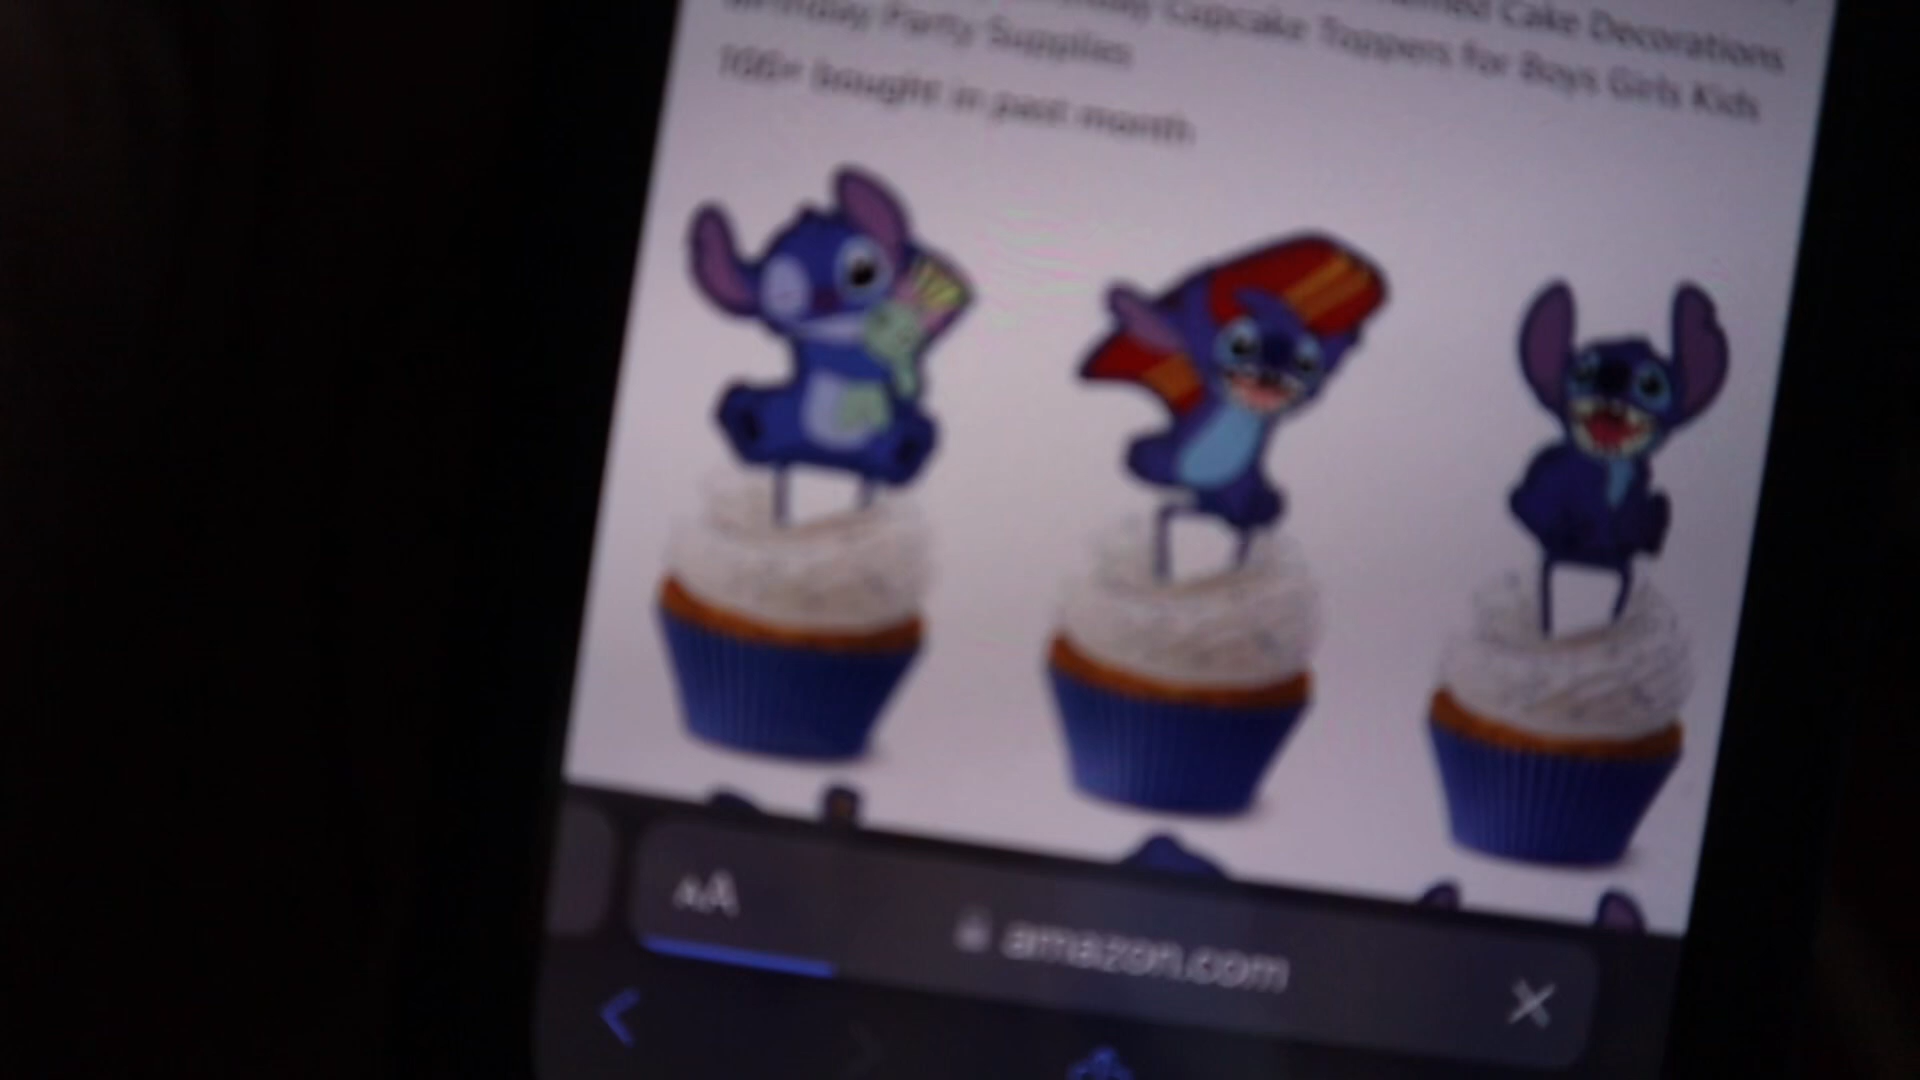 Cake Decorations
Birthday Party Supplies Cupcake Toppers for Boys Girls Kids
100+ bought in past month
AA
amazon.com